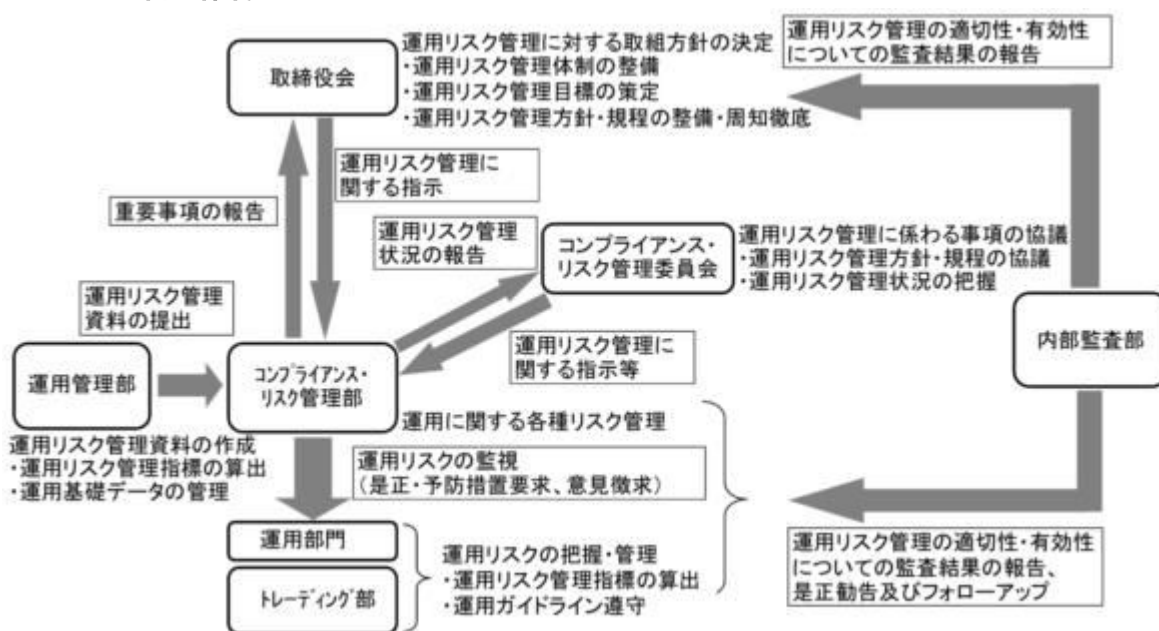 取締役会
運用リスク管理に対する取組方針の決定
・運用リスク管理体制の整備
・運用リスク管理目標の策定
・運用リスク管理方針・規程の整備・周知徹底
運用リスク管理の適切性・有効性
についての監査結果の報告
運用リスク管理に
関する指示
重要事項の報告
運用リスク管理
状況の報告
コンプライアンス・
リスク管理委員会
運用リスク管理に係わる事項の協議
・運用リスク管理方針・規程の協議
・運用リスク管理状況の把握
運用リスク管理
資料の提出
運用リスク管理に
関する指示等
内部監査部
運用管理部
コンプライアンス・
リスク管理部
運用に関する各種リスク管理
運用リスク管理資料の作成
・運用リスク管理指標の算出
・運用基礎データの管理
運用リスクの監視
（是正・予防措置要求、意見徴求）
運用部門
トレーディング部
運用リスクの把握・管理
・運用リスク管理指標の算出
・運用ガイドライン遵守
運用リスク管理の適切性・有効性
についての監査結果の報告、
是正勧告及びフォローアップ